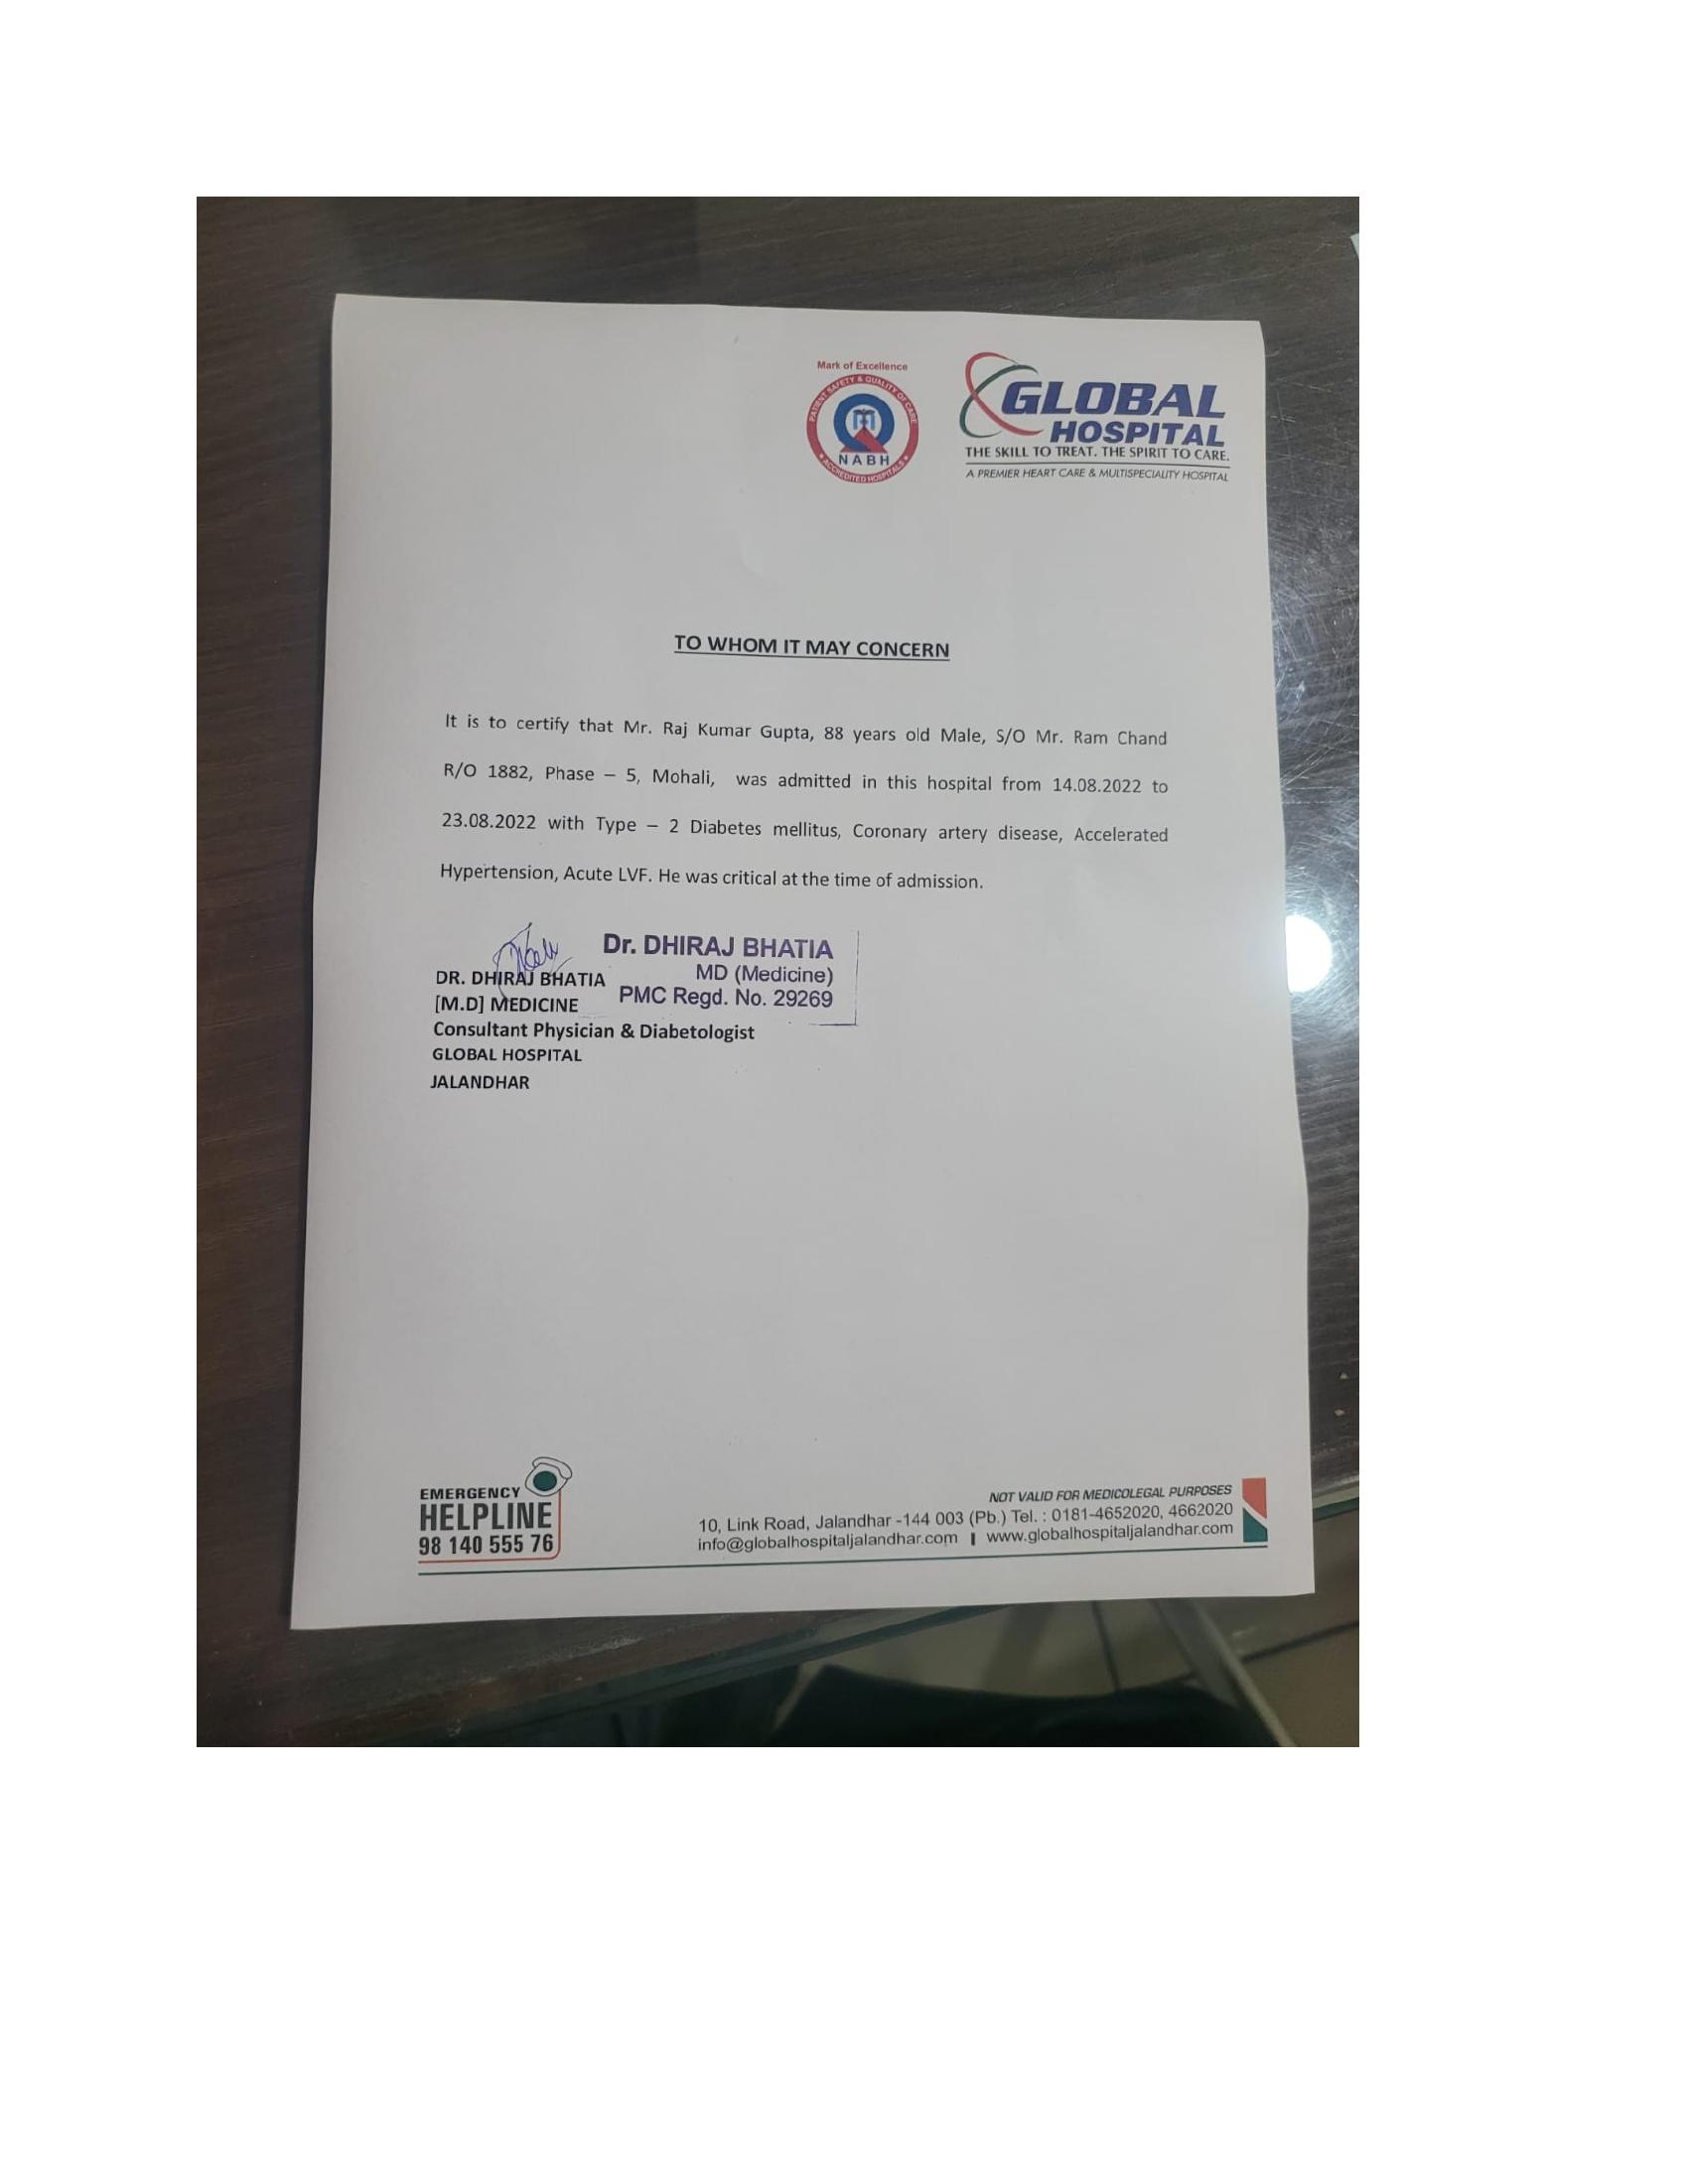 Mark of Excellence
PATIENT SAFETY & QUALITY OF CARE
NABH
ACCREDITED HOSPITALS
GLOBAL
HOSPITAL
THE SKILL TO TREAT. THE SPIRIT TO CARE.
A PREMIER HEART CARE & MULTISPECIALITY HOSPITAL
TO WHOM IT MAY CONCERN
It is to certify that Mr. Raj Kumar Gupta, 88 years old Male, S/O Mr. Ram Chand
R/O 1882, Phase – 5, Mohali, was admitted in this hospital from 14.08.2022 to
23.08.2022 with Type – 2 Diabetes mellitus, Coronary artery disease, Accelerated
Hypertension, Acute LVF. He was critical at the time of admission.
Dr. DHIRAJ BHATIA
MD (Medicine)
PMC Regd. No. 29269
DR. DHIRAJ BHATIA
[M.D] MEDICINE
Consultant Physician & Diabetologist
GLOBAL HOSPITAL
JALANDHAR
EMERGENCY
HELPLINE
98 140 555 76
NOT VALID FOR MEDICOLEGAL PURPOSES
10, Link Road, Jalandhar -144 003 (Pb.) Tel. : 0181-4652020, 4662020
info@globalhospitaljalandhar.com | www.globalhospitaljalandhar.com